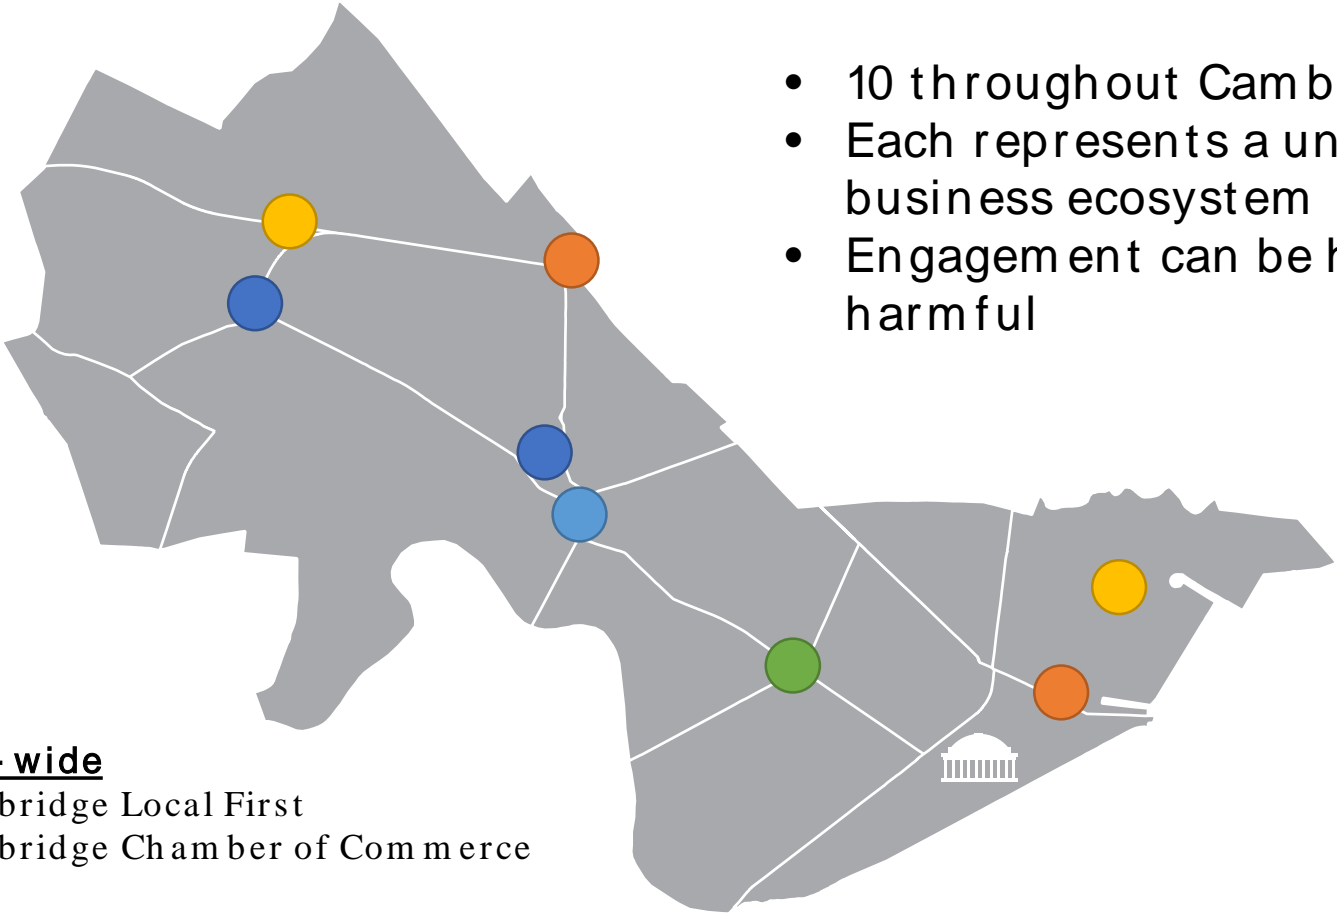 • 10 throughout Camb
• Each represents a un
business ecosystem
• Engagement can be h
harmful
- wide
bridge Local First
bridge Chamber of Commerce